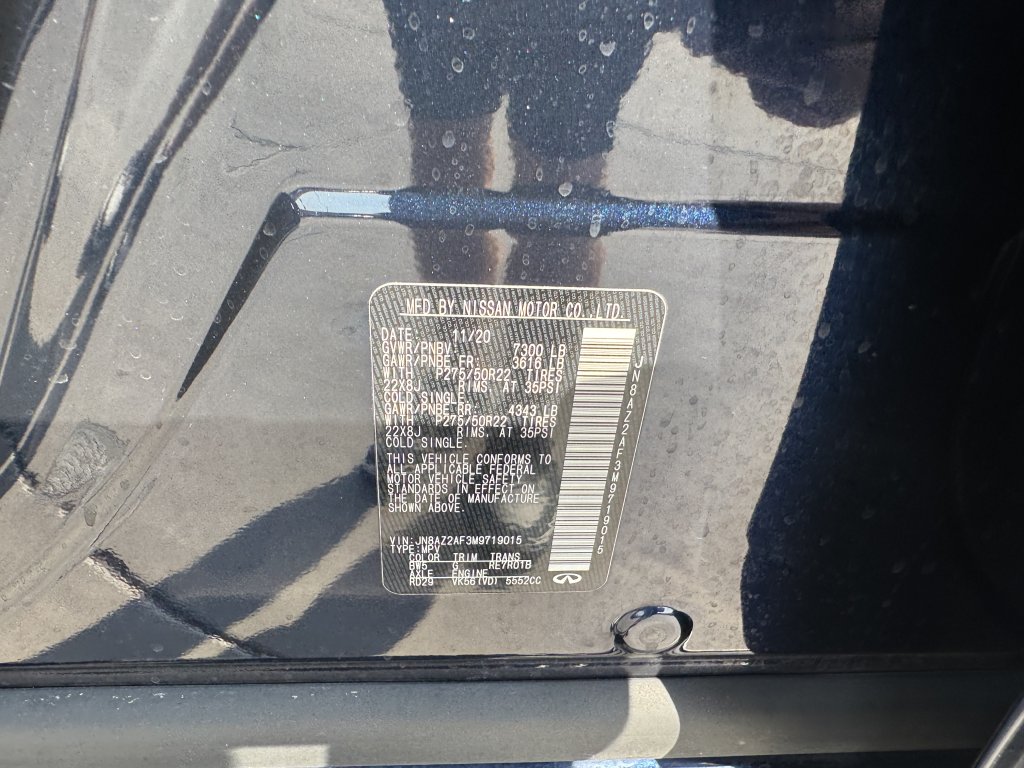 MFD BY NISSAN MOTOR CO.,LTD.
DATE 11/20
GVWR/PNBV 7300 LB
GAWR/PNBE FR. 3616 LB
WITH P275/50R22 TIRES
22X8J RIMS, AT 35PSI
COLD SINGLE.
GAWR/PNBE RR. 4343 LB
WITH P275/50R22 TIRES
22X8J RIMS, AT 35PSI
COLD SINGLE.
THIS VEHICLE CONFORMS TO
ALL APPLICABLE FEDERAL
MOTOR VEHICLE SAFETY
STANDARDS IN EFFECT ON
THE DATE OF MANUFACTURE
SHOWN ABOVE.
VIN:JN8AZ2AF3M9719015
TYPE:MPV
COLOR TRIM TRANS
BW5 G RE7R01B
AXLE ENGINE
RD29 VK56(VD) 5552CC
JN8AZ2AF3M9719015